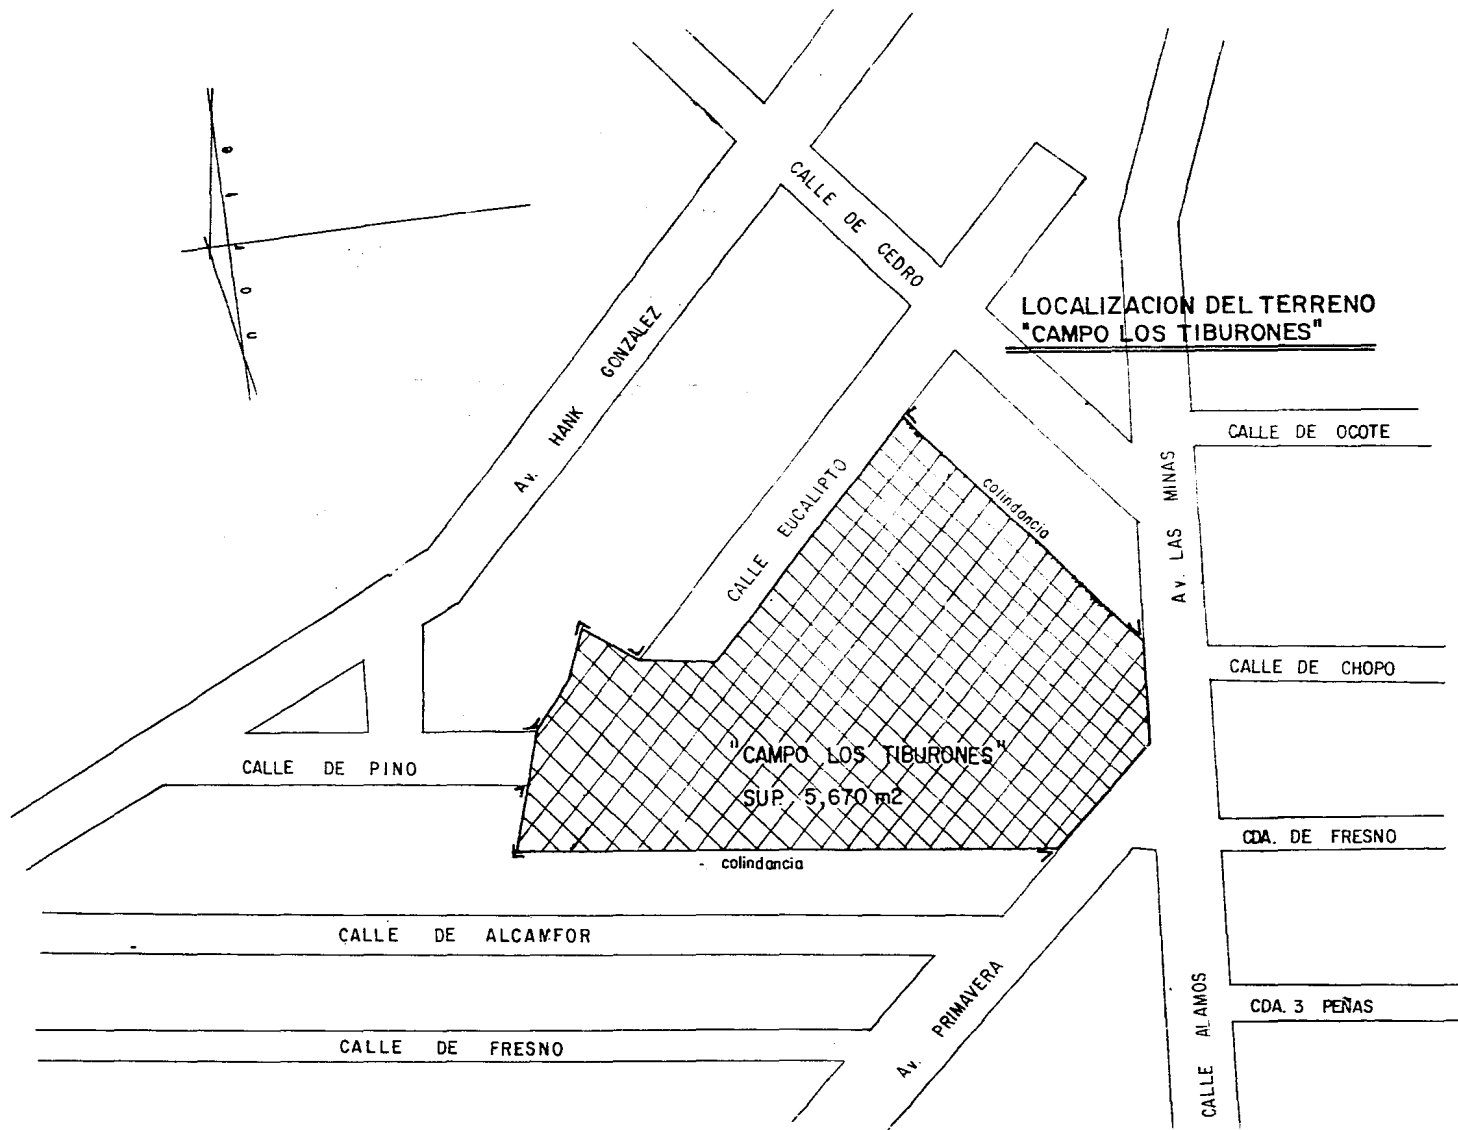 CALLE DE CEDRO
LOCALIZACION DEL TERRENO
"CAMPO LOS TIBURONES"
Av. HANK GONZALEZ
CALLE DE OCOTE
CALLE EUCALIPTO
colindancia
Av. LAS MINAS
CALLE DE CHOPO
"CAMPO LOS TIBURONES"
SUP. 5,670 m2
CALLE DE PINO
CDA. DE FRESNO
colindancia
CALLE DE ALCAMFOR
CALLE DE FRESNO
Av. PRIMAVERA
CALLE ALAMOS
CDA. 3 PEÑAS